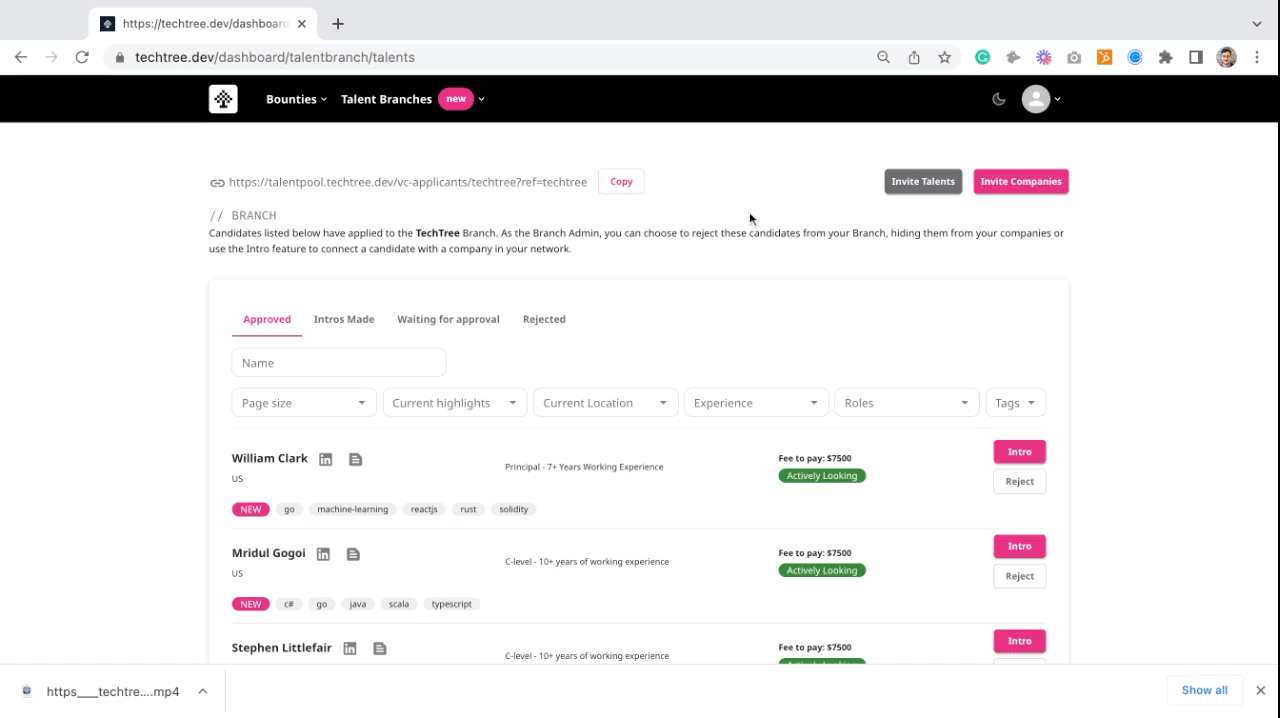 https://techtree.dev/dashboard
techtree.dev/dashboard/talentbranch/talents
Bounties Talent Branches new
https://talentpool.techtree.dev/vc-applicants/techtree?ref=techtree Copy Invite Talents Invite Companies
// BRANCH
Candidates listed below have applied to the TechTree Branch. As the Branch Admin, you can choose to reject these candidates from your Branch, hiding them from your companies or
use the Intro feature to connect a candidate with a company in your network.
Approved Intros Made Waiting for approval Rejected
Name
Page size Current highlights Current Location Experience Roles Tags
William Clark in Principal - 7+ Years Working Experience Fee to pay: $7500 Intro
US Actively Looking Reject
NEW go machine-learning reactjs rust solidity
Mridul Gogoi in C-level - 10+ years of working experience Fee to pay: $7500 Intro
US Actively Looking Reject
NEW c# go java scala typescript
Stephen Littlefair in C-level - 10+ years of working experience Fee to pay: $7500 Intro
https___techtre....mp4 Show all